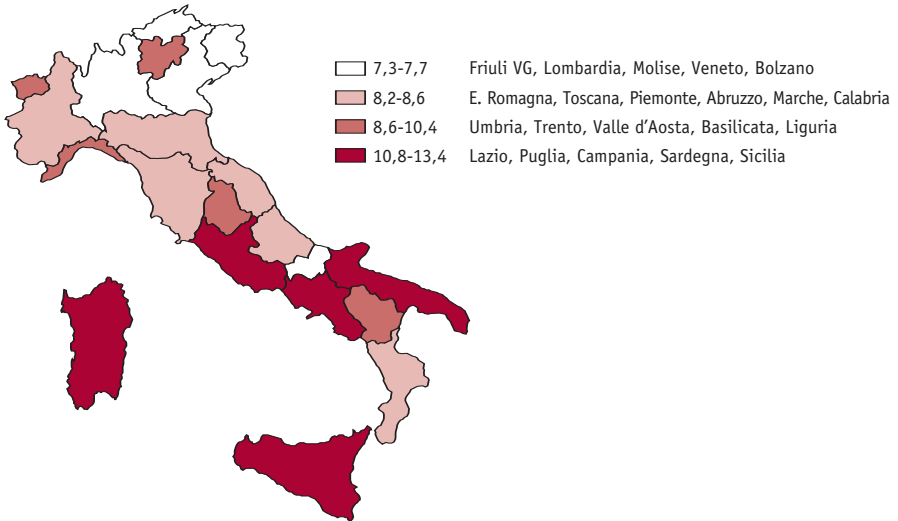 7,3-7,7 Friuli VG, Lombardia, Molise, Veneto, Bolzano
8,2-8,6 E. Romagna, Toscana, Piemonte, Abruzzo, Marche, Calabria
8,6-10,4 Umbria, Trento, Valle d'Aosta, Basilicata, Liguria
10,8-13,4 Lazio, Puglia, Campania, Sardegna, Sicilia